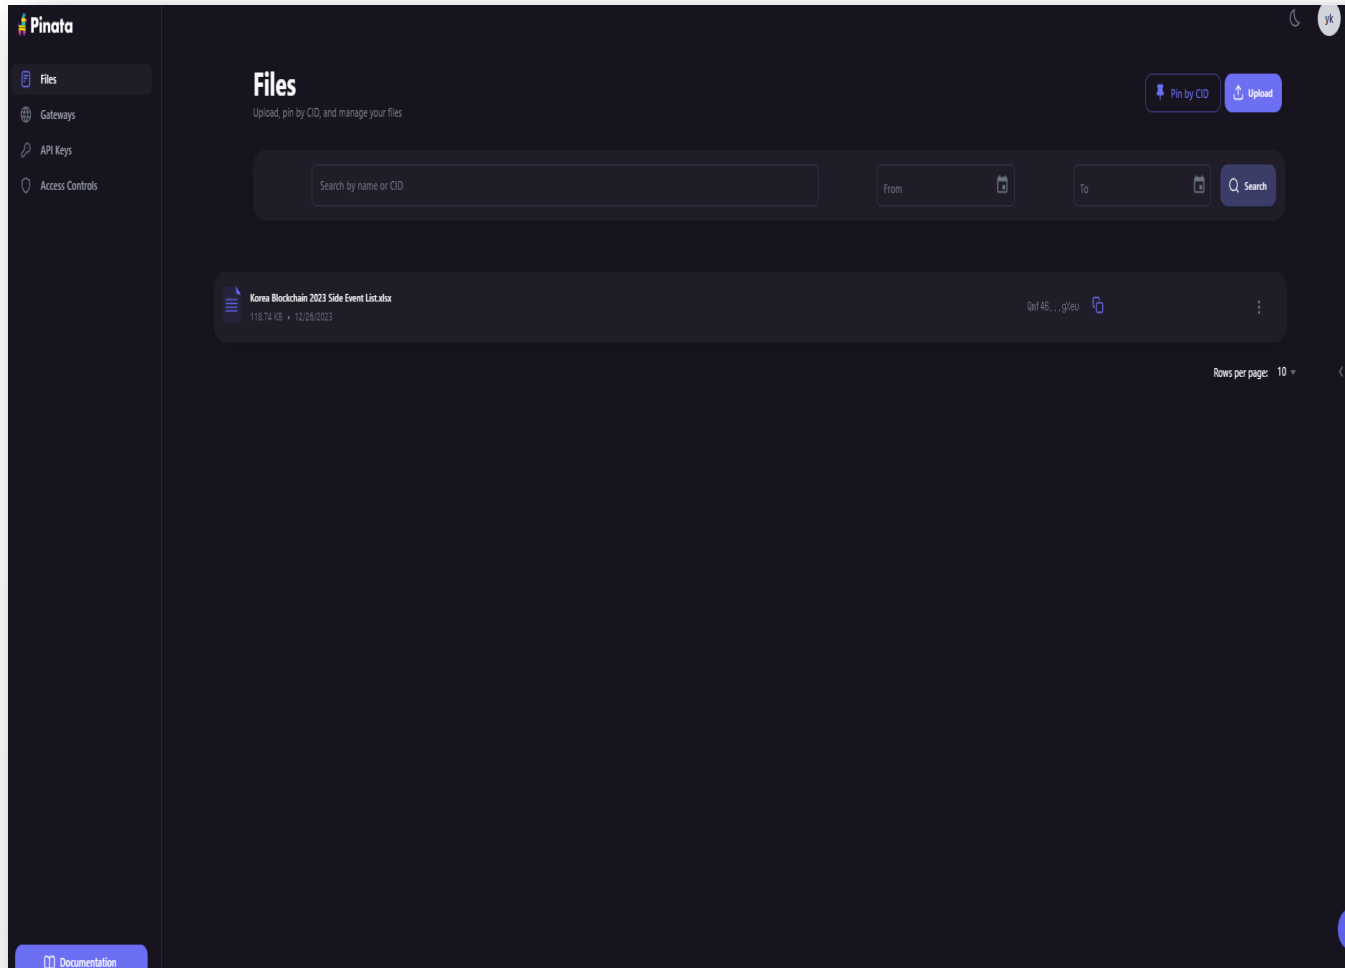 Pinata
yk
Files
Gateways
API Keys
Access Controls
Files
Upload, pin by CID, and manage your files
Pin by CID
Upload
Search by name or CID
From
To
Search
Korea Blockchain 2023 Side Event List.xlsx
118.74 KB • 12/26/2023
Qmf46...gXeu
Rows per page: 10
Documentation